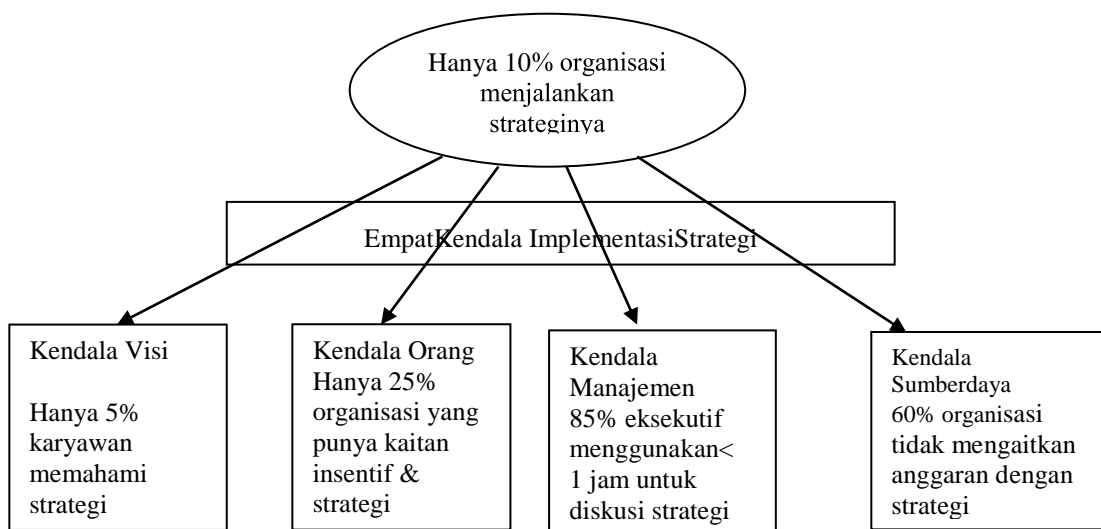 Hanya 10% organisasi
menjalankan
strateginya
EmpatKendala ImplementasiStrategi
Kendala Visi
Hanya 5%
karyawan
memahami
strategi
Kendala Orang
Hanya 25%
organisasi yang
punya kaitan
insentif &
strategi
Kendala
Manajemen
85% eksekutif
menggunakan<
1 jam untuk
diskusi strategi
Kendala
Sumberdaya
60% organisasi
tidak mengaitkan
anggaran dengan
strategi